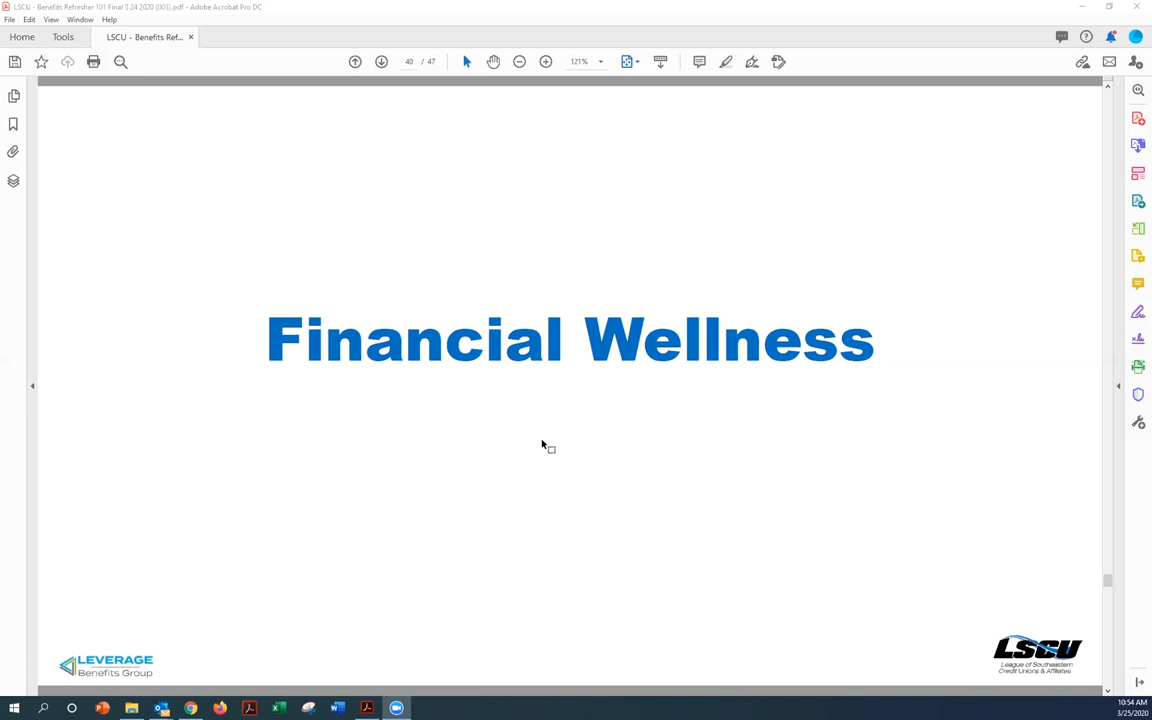 LSCU - Benefits Refresher 101 Final 3 24 2020 (003).pdf - Adobe Acrobat Pro DC
File Edit View Window Help
Home Tools LSCU - Benefits Ref... ×
40 / 47 121%
Financial Wellness
LEVERAGE
Benefits Group
LSCU
League of Southeastern
Credit Unions & Affiliates
10:54 AM
3/25/2020